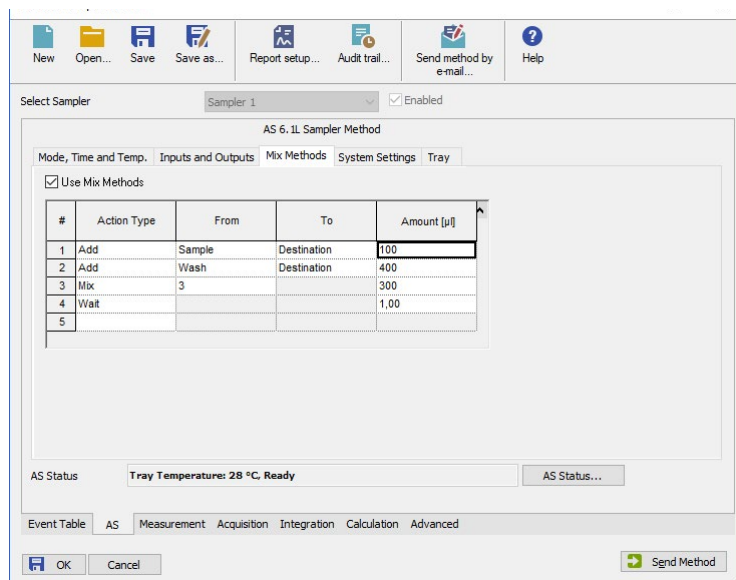 New Open... Save Save as... Report setup... Audit trail... Send method by e-mail... Help
Select Sampler Sampler 1 Enabled
AS 6.1L Sampler Method
Mode, Time and Temp. Inputs and Outputs Mix Methods System Settings Tray
Use Mix Methods
# Action Type From To Amount [µl]
1 Add Sample Destination 100
2 Add Wash Destination 400
3 Mix 3 300
4 Wait 1,00
5
AS Status Tray Temperature: 28 °C, Ready AS Status...
Event Table AS Measurement Acquisition Integration Calculation Advanced
OK Cancel Send Method